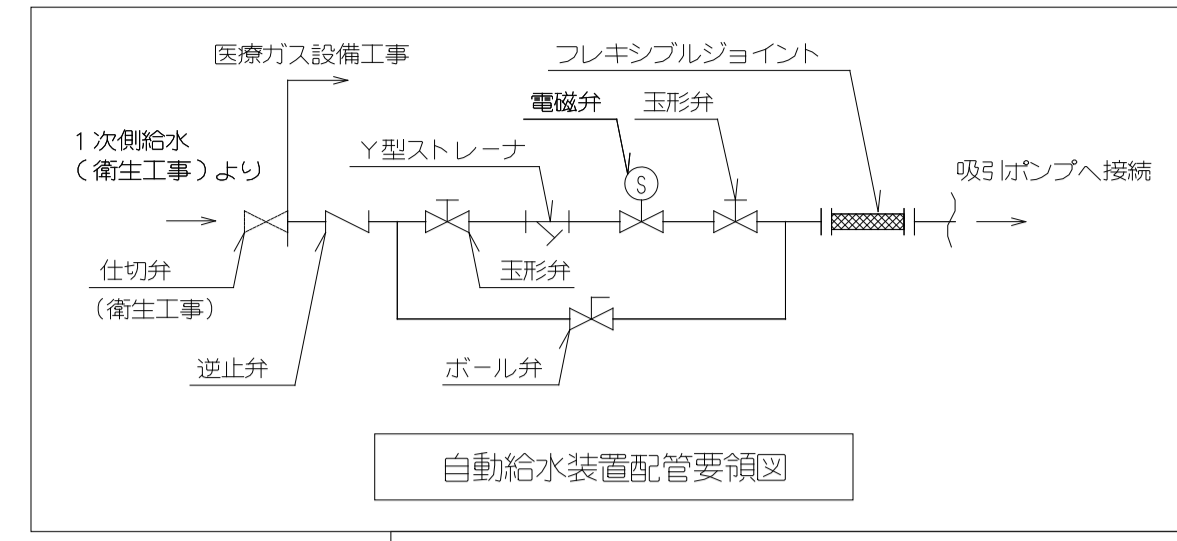 医療ガス設備工事
フレキシブルジョイント
電磁弁
玉形弁
1次側給水
(衛生工事)より
Y型ストレーナ
吸引ポンプへ接続
S
仕切弁
(衛生工事)
玉形弁
逆止弁
ボール弁
自動給水装置配管要領図